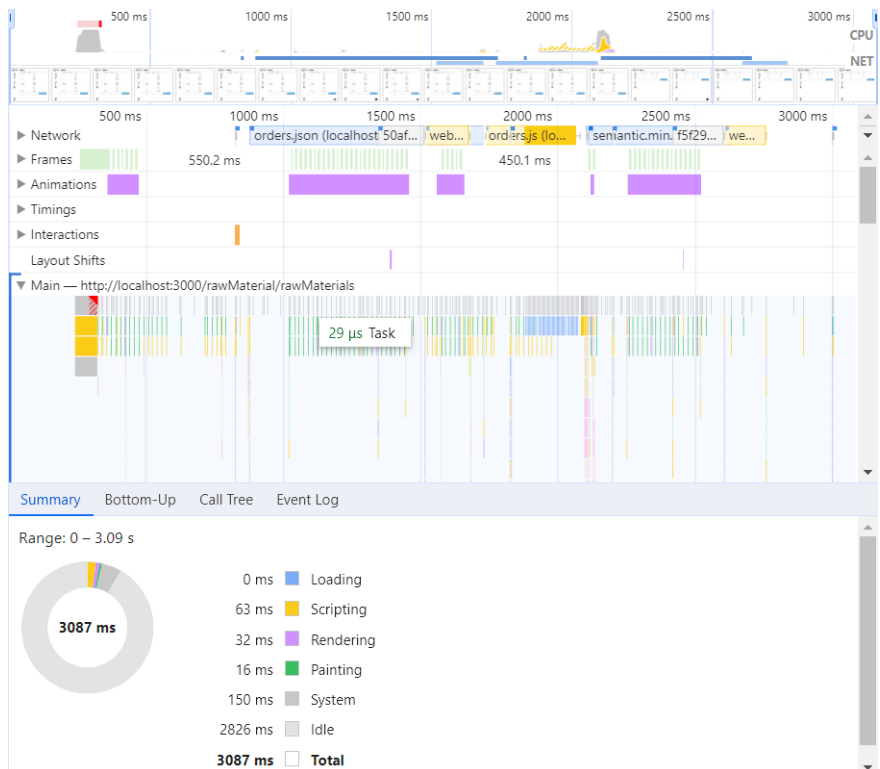 500 ms 1000 ms 1500 ms 2000 ms 2500 ms 3000 ms
CPU
NET
500 ms 1000 ms 1500 ms 2000 ms 2500 ms 3000 ms
Network orders.json (localhost 50af... web... orders.js (lo... semantic.min. f5f29... we...
Frames 550.2 ms 450.1 ms
Animations
Timings
Interactions
Layout Shifts
Main — http://localhost:3000/rawMaterial/rawMaterials
29 μs Task
Summary Bottom-Up Call Tree Event Log
Range: 0 – 3.09 s
3087 ms
0 ms Loading
63 ms Scripting
32 ms Rendering
16 ms Painting
150 ms System
2826 ms Idle
3087 ms Total